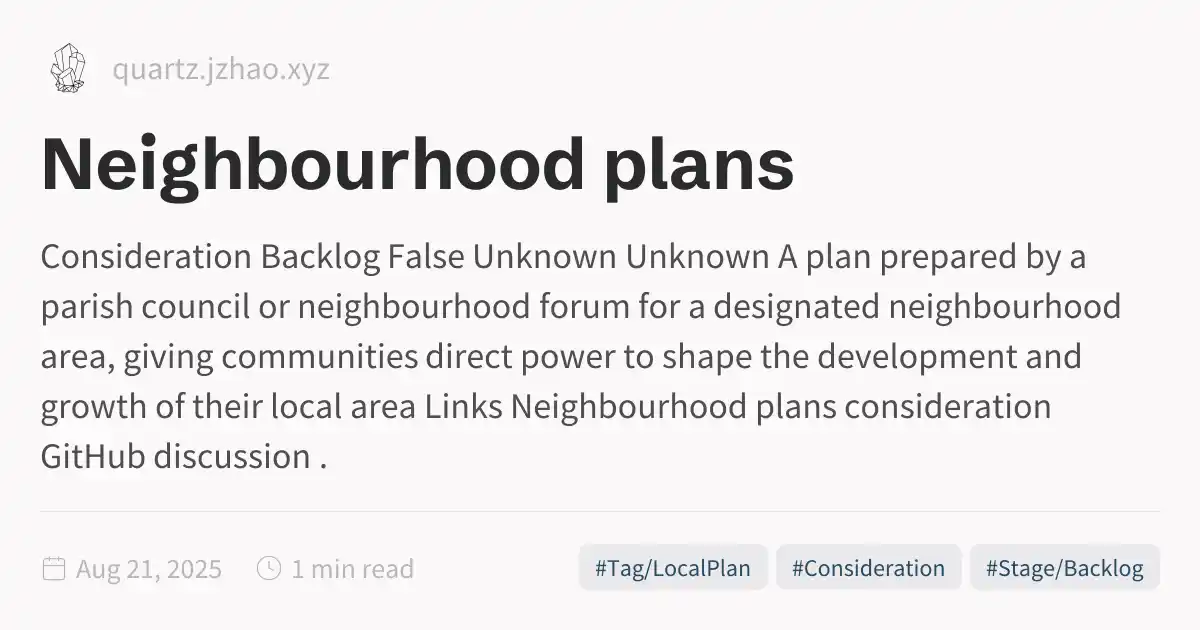 quartz.jzhao.xyz
Neighbourhood plans
Consideration Backlog False Unknown Unknown A plan prepared by a
parish council or neighbourhood forum for a designated neighbourhood
area, giving communities direct power to shape the development and
growth of their local area Links Neighbourhood plans consideration
GitHub discussion .
Aug 21, 2025 1 min read #Tag/LocalPlan #Consideration #Stage/Backlog